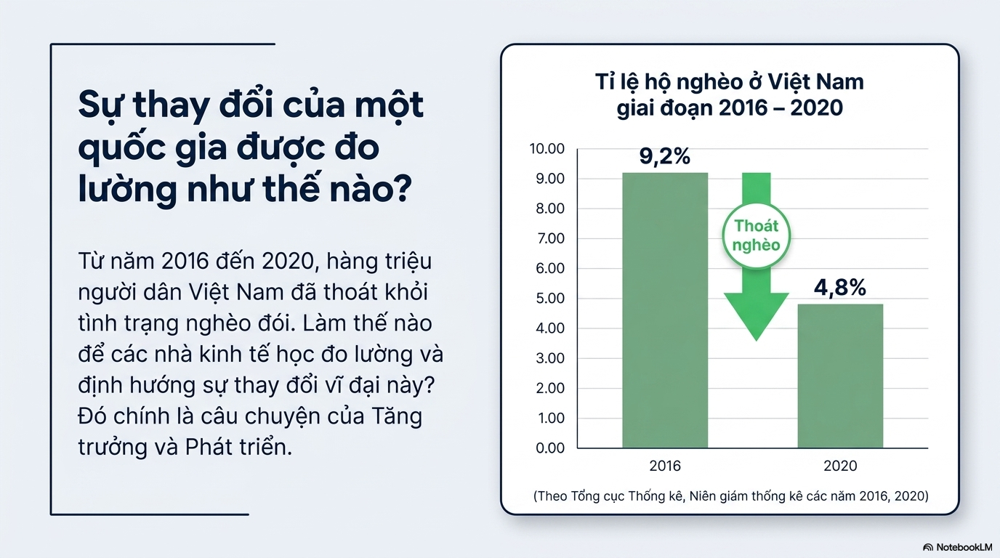 Sự thay đổi của một
quốc gia được đo
lường như thế nào?
Từ năm 2016 đến 2020, hàng triệu
người dân Việt Nam đã thoát khỏi
tình trạng nghèo đói. Làm thế nào
để các nhà kinh tế học đo lường và
định hướng sự thay đổi vĩ đại này?
Đó chính là câu chuyện của Tăng
trưởng và Phát triển.
Tỉ lệ hộ nghèo ở Việt Nam
giai đoạn 2016 – 2020
10.00
9.00
8.00
7.00
6.00
5.00
4.00
3.00
2.00
1.00
0.00
9,2%
Thoát
nghèo
4,8%
2016
2020
(Theo Tổng cục Thống kê, Niên giám thống kê các năm 2016, 2020)
NotebookLM